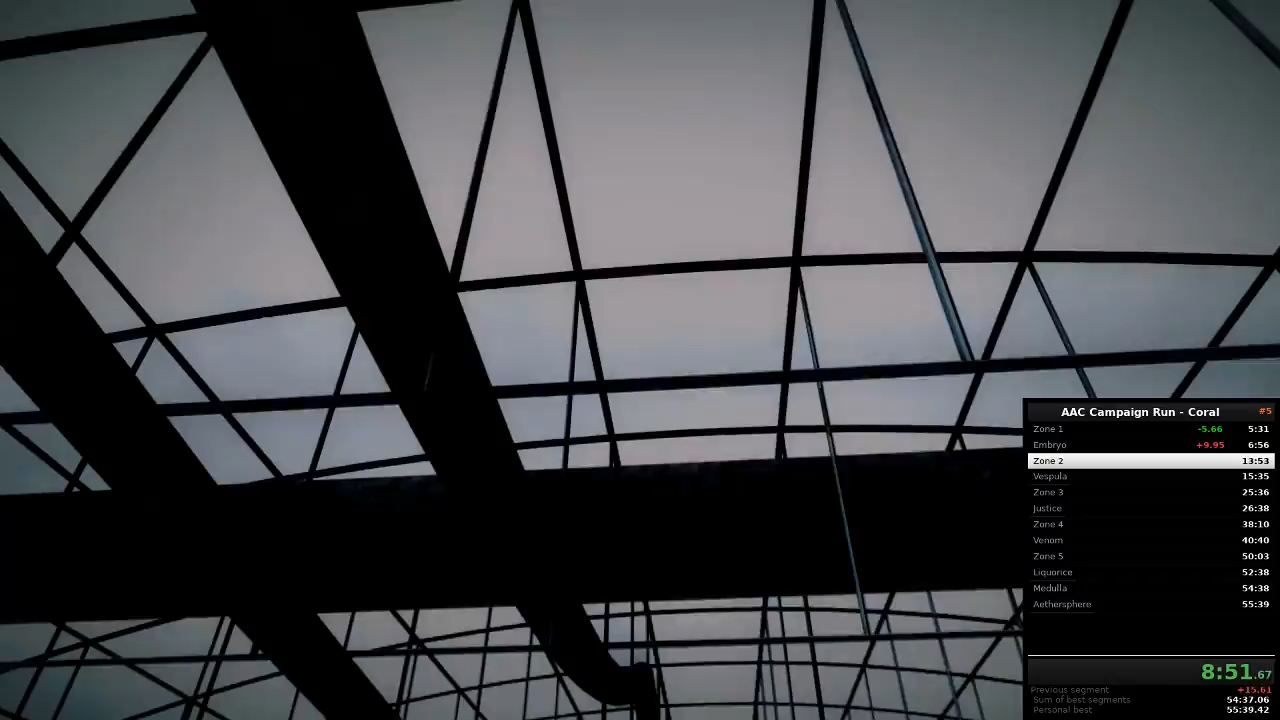 AAC Campaign Run - Coral #5
Zone 1 -5.66 5:31
Embryo +9.95 6:56
Zone 2 13:53
Vespula 15:35
Zone 3 25:36
Justice 26:38
Zone 4 38:10
Venom 40:40
Zone 5 50:03
Liquorice 52:38
Medulla 54:38
Aethersphere 55:39
8:51.67
Previous segment +15.61
Sum of best segments 54:37.06
Personal best 55:39.42